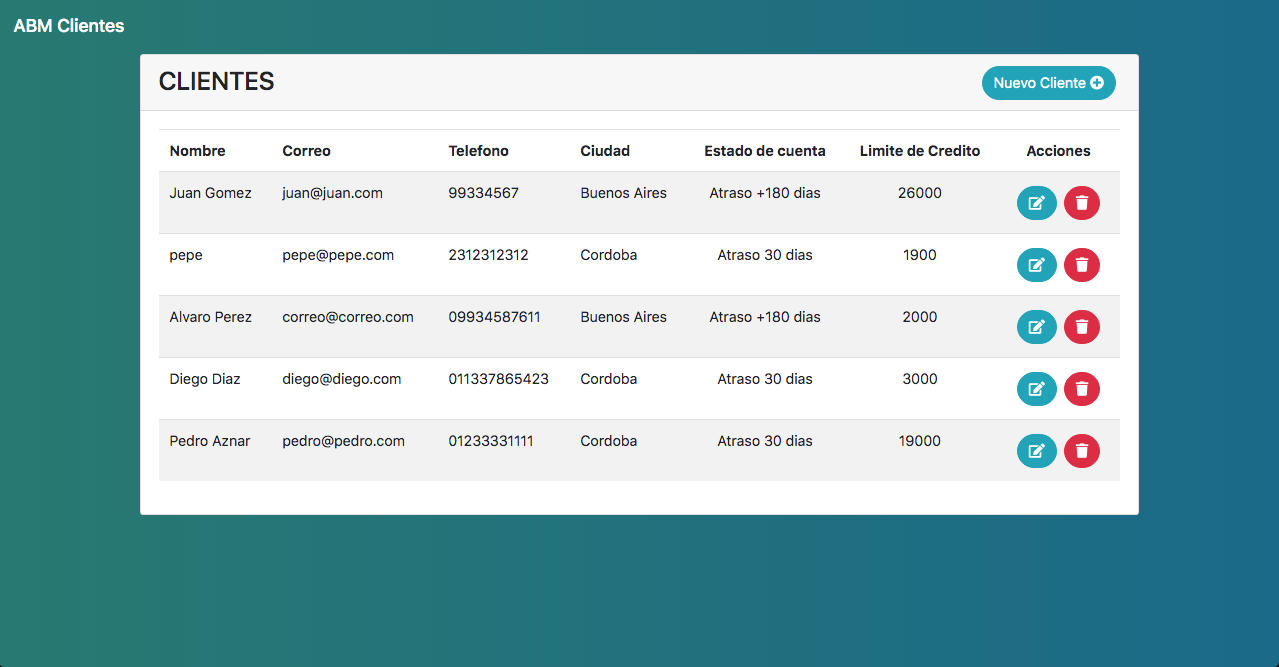 ABM Clientes
CLIENTES
Nuevo Cliente
Nombre Correo Telefono Ciudad Estado de cuenta Limite de Credito Acciones
Juan Gomez juan@juan.com 99334567 Buenos Aires Atraso +180 dias 26000
pepe pepe@pepe.com 2312312312 Cordoba Atraso 30 dias 1900
Alvaro Perez correo@correo.com 09934587611 Buenos Aires Atraso +180 dias 2000
Diego Diaz diego@diego.com 011337865423 Cordoba Atraso 30 dias 3000
Pedro Aznar pedro@pedro.com 01233331111 Cordoba Atraso 30 dias 19000